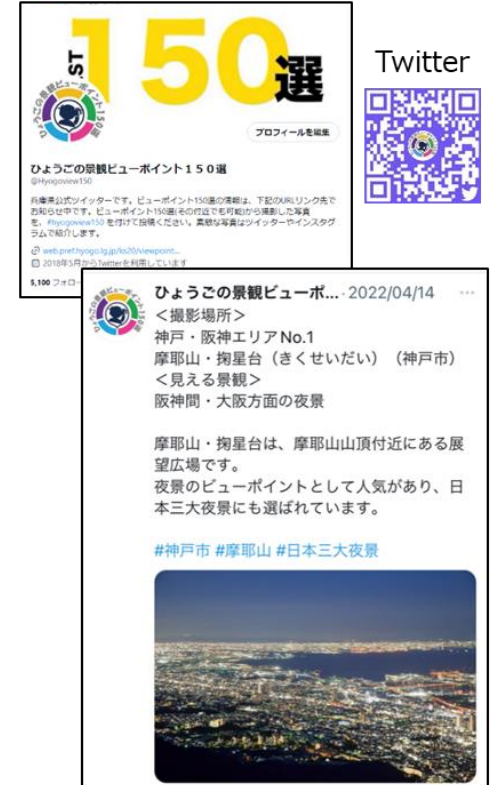 ST
150選
Twitter
ひょうごの景観ビューポイント150選
プロフィールを編集
ひょうごの景観ビューポイント１５０選
@Hyogoview150
兵庫県公式ツイッターです。ビューポイント150選の情報は、下記のURLリンク先で
お知らせ中です。ビューポイント150選(その付近でも可能)から撮影した写真
を、#hyogoview150 を付けて投稿ください。素敵な写真はツイッターやインスタグ
ラムで紹介します。
web.pref.hyogo.lg.jp/ks20/viewpoint...
2018年5月からTwitterを利用しています
5,100 フォロー
ひょうごの景観ビューポ... · 2022/04/14 ...
＜撮影場所＞
神戸・阪神エリアNo.1
摩耶山・掬星台（きくせいだい）（神戸市）
＜見える景観＞
阪神間・大阪方面の夜景
摩耶山・掬星台は、摩耶山山頂付近にある展
望広場です。
夜景のビューポイントとして人気があり、日
本三大夜景にも選ばれています。
#神戸市 #摩耶山 #日本三大夜景